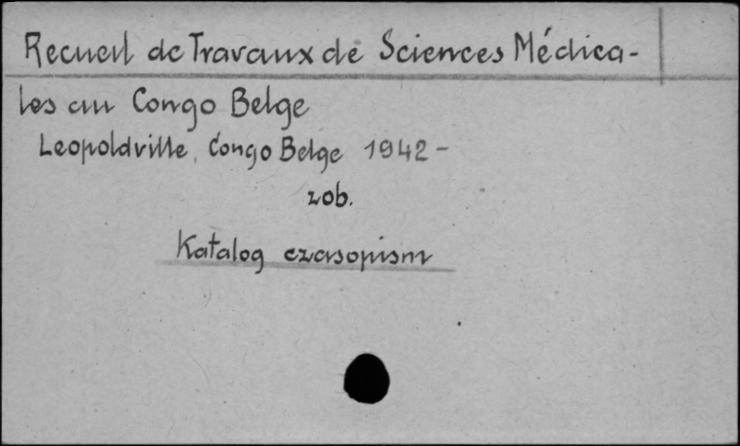 Recueil de Travaux de Sciences Médica-
les au Congo Belge
Leopoldville, Congo Belge 1942-
zob.
Katalog czasopism